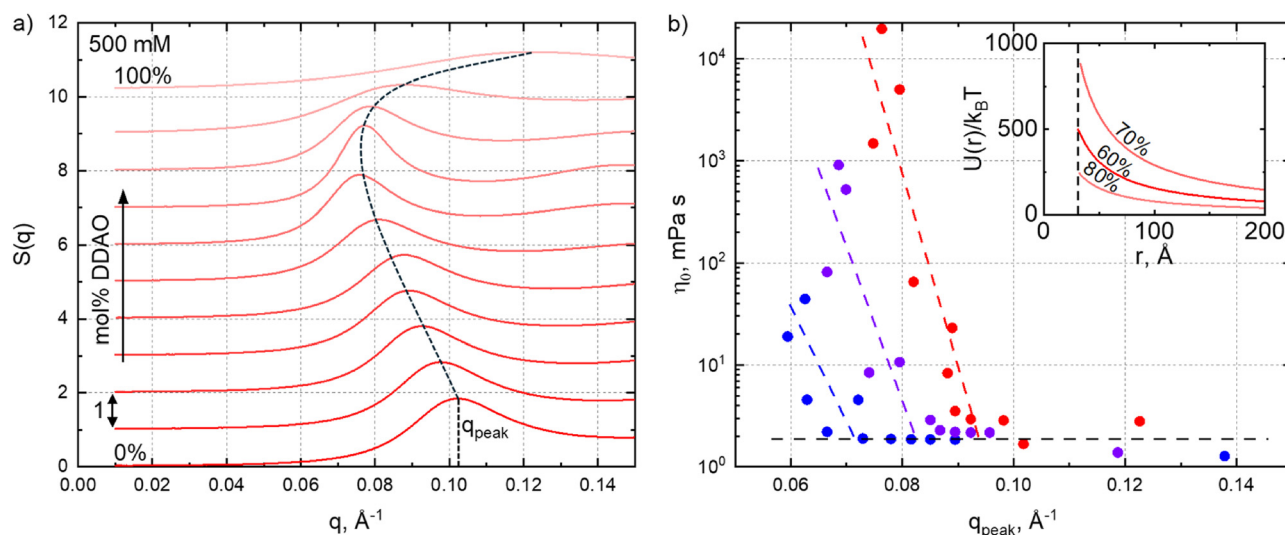 a)
12
10
8
6
4
2
0
S(q)
500 mM
100%
mol% DDAO
1
0%
q_peak
0.00 0.02 0.04 0.06 0.08 0.10 0.12 0.14
q, Å⁻¹
b)
10⁴
10³
10²
10¹
10⁰
η₀, mPa s
0.06 0.08 0.10 0.12 0.14
q_peak, Å⁻¹
1000
500
0
U(r)/k_BT
70%
60%
80%
0 100 200
r, Å